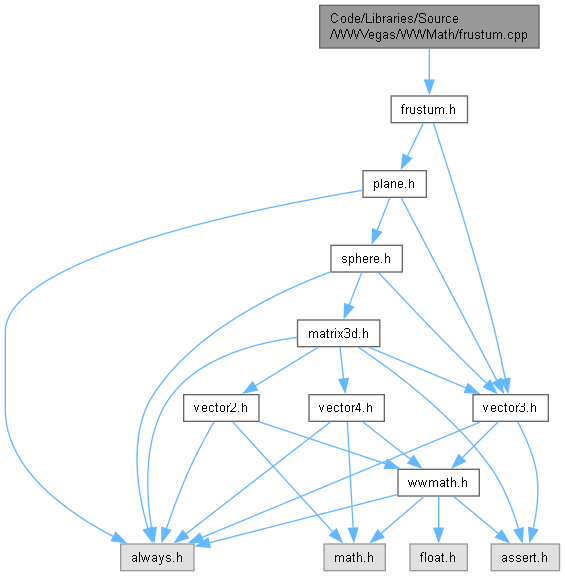 Code/Libraries/Source
/WWVegas/WWMath/frustum.cpp
frustum.h
plane.h
sphere.h
matrix3d.h
vector2.h
vector4.h
vector3.h
wwmath.h
always.h
math.h
float.h
assert.h